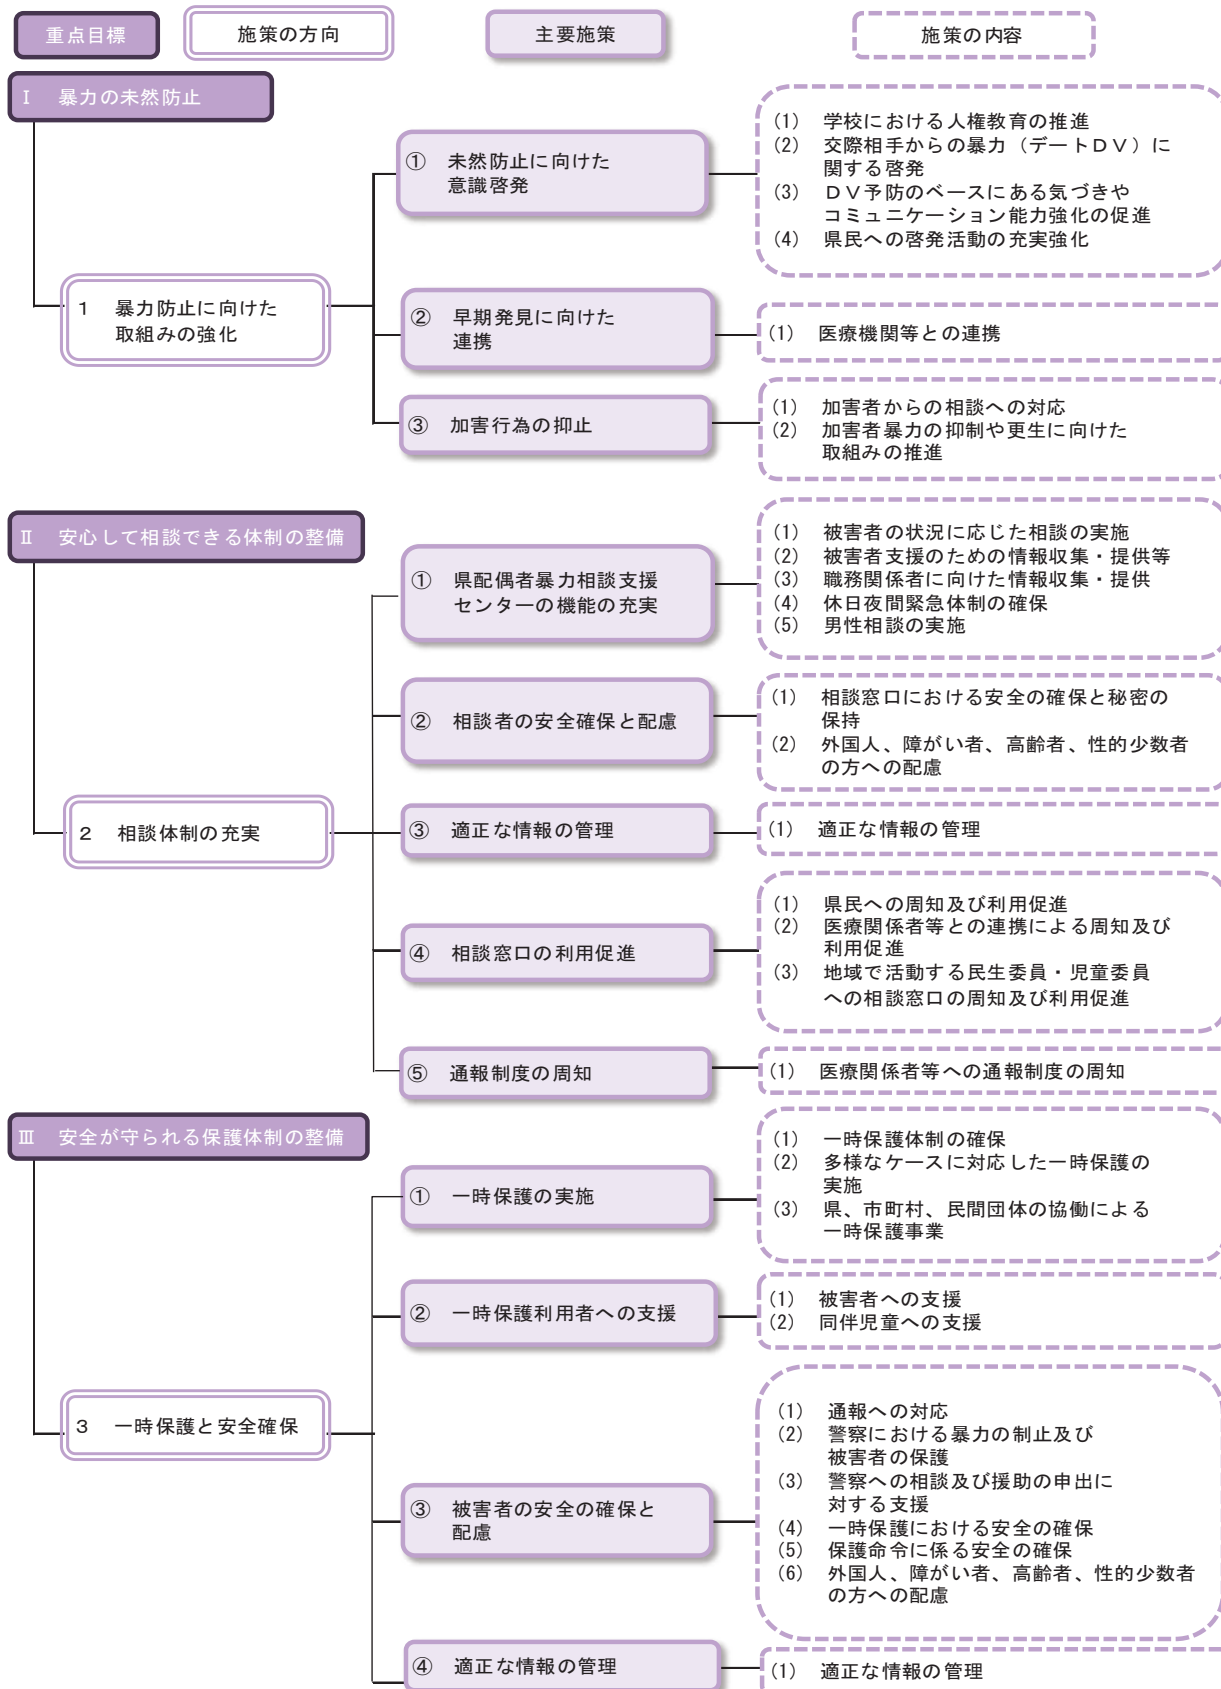 重点目標
施策の方向
主要施策
施策の内容
Ⅰ 暴力の未然防止
1 暴力防止に向けた
取組みの強化
① 未然防止に向けた
意識啓発
(1) 学校における人権教育の推進
(2) 交際相手からの暴力（デートＤＶ）に
関する啓発
(3) ＤＶ予防のベースにある気づきや
コミュニケーション能力強化の促進
(4) 県民への啓発活動の充実強化
② 早期発見に向けた
連携
(1) 医療機関等との連携
③ 加害行為の抑止
(1) 加害者からの相談への対応
(2) 加害者暴力の抑制や更生に向けた
取組みの推進
Ⅱ 安心して相談できる体制の整備
2 相談体制の充実
① 県配偶者暴力相談支援
センターの機能の充実
(1) 被害者の状況に応じた相談の実施
(2) 被害者支援のための情報収集・提供等
(3) 職務関係者に向けた情報収集・提供
(4) 休日夜間緊急体制の確保
(5) 男性相談の実施
② 相談者の安全確保と配慮
(1) 相談窓口における安全の確保と秘密の
保持
(2) 外国人、障がい者、高齢者、性的少数者
の方への配慮
③ 適正な情報の管理
(1) 適正な情報の管理
④ 相談窓口の利用促進
(1) 県民への周知及び利用促進
(2) 医療関係者等との連携による周知及び
利用促進
(3) 地域で活動する民生委員・児童委員
への相談窓口の周知及び利用促進
⑤ 通報制度の周知
(1) 医療関係者等への通報制度の周知
Ⅲ 安全が守られる保護体制の整備
3 一時保護と安全確保
① 一時保護の実施
(1) 一時保護体制の確保
(2) 多様なケースに対応した一時保護の
実施
(3) 県、市町村、民間団体の協働による
一時保護事業
② 一時保護利用者への支援
(1) 被害者への支援
(2) 同伴児童への支援
③ 被害者の安全の確保と
配慮
(1) 通報への対応
(2) 警察における暴力の制止及び
被害者の保護
(3) 警察への相談及び援助の申出に
対する支援
(4) 一時保護における安全の確保
(5) 保護命令に係る安全の確保
(6) 外国人、障がい者、高齢者、性的少数者
の方への配慮
④ 適正な情報の管理
(1) 適正な情報の管理